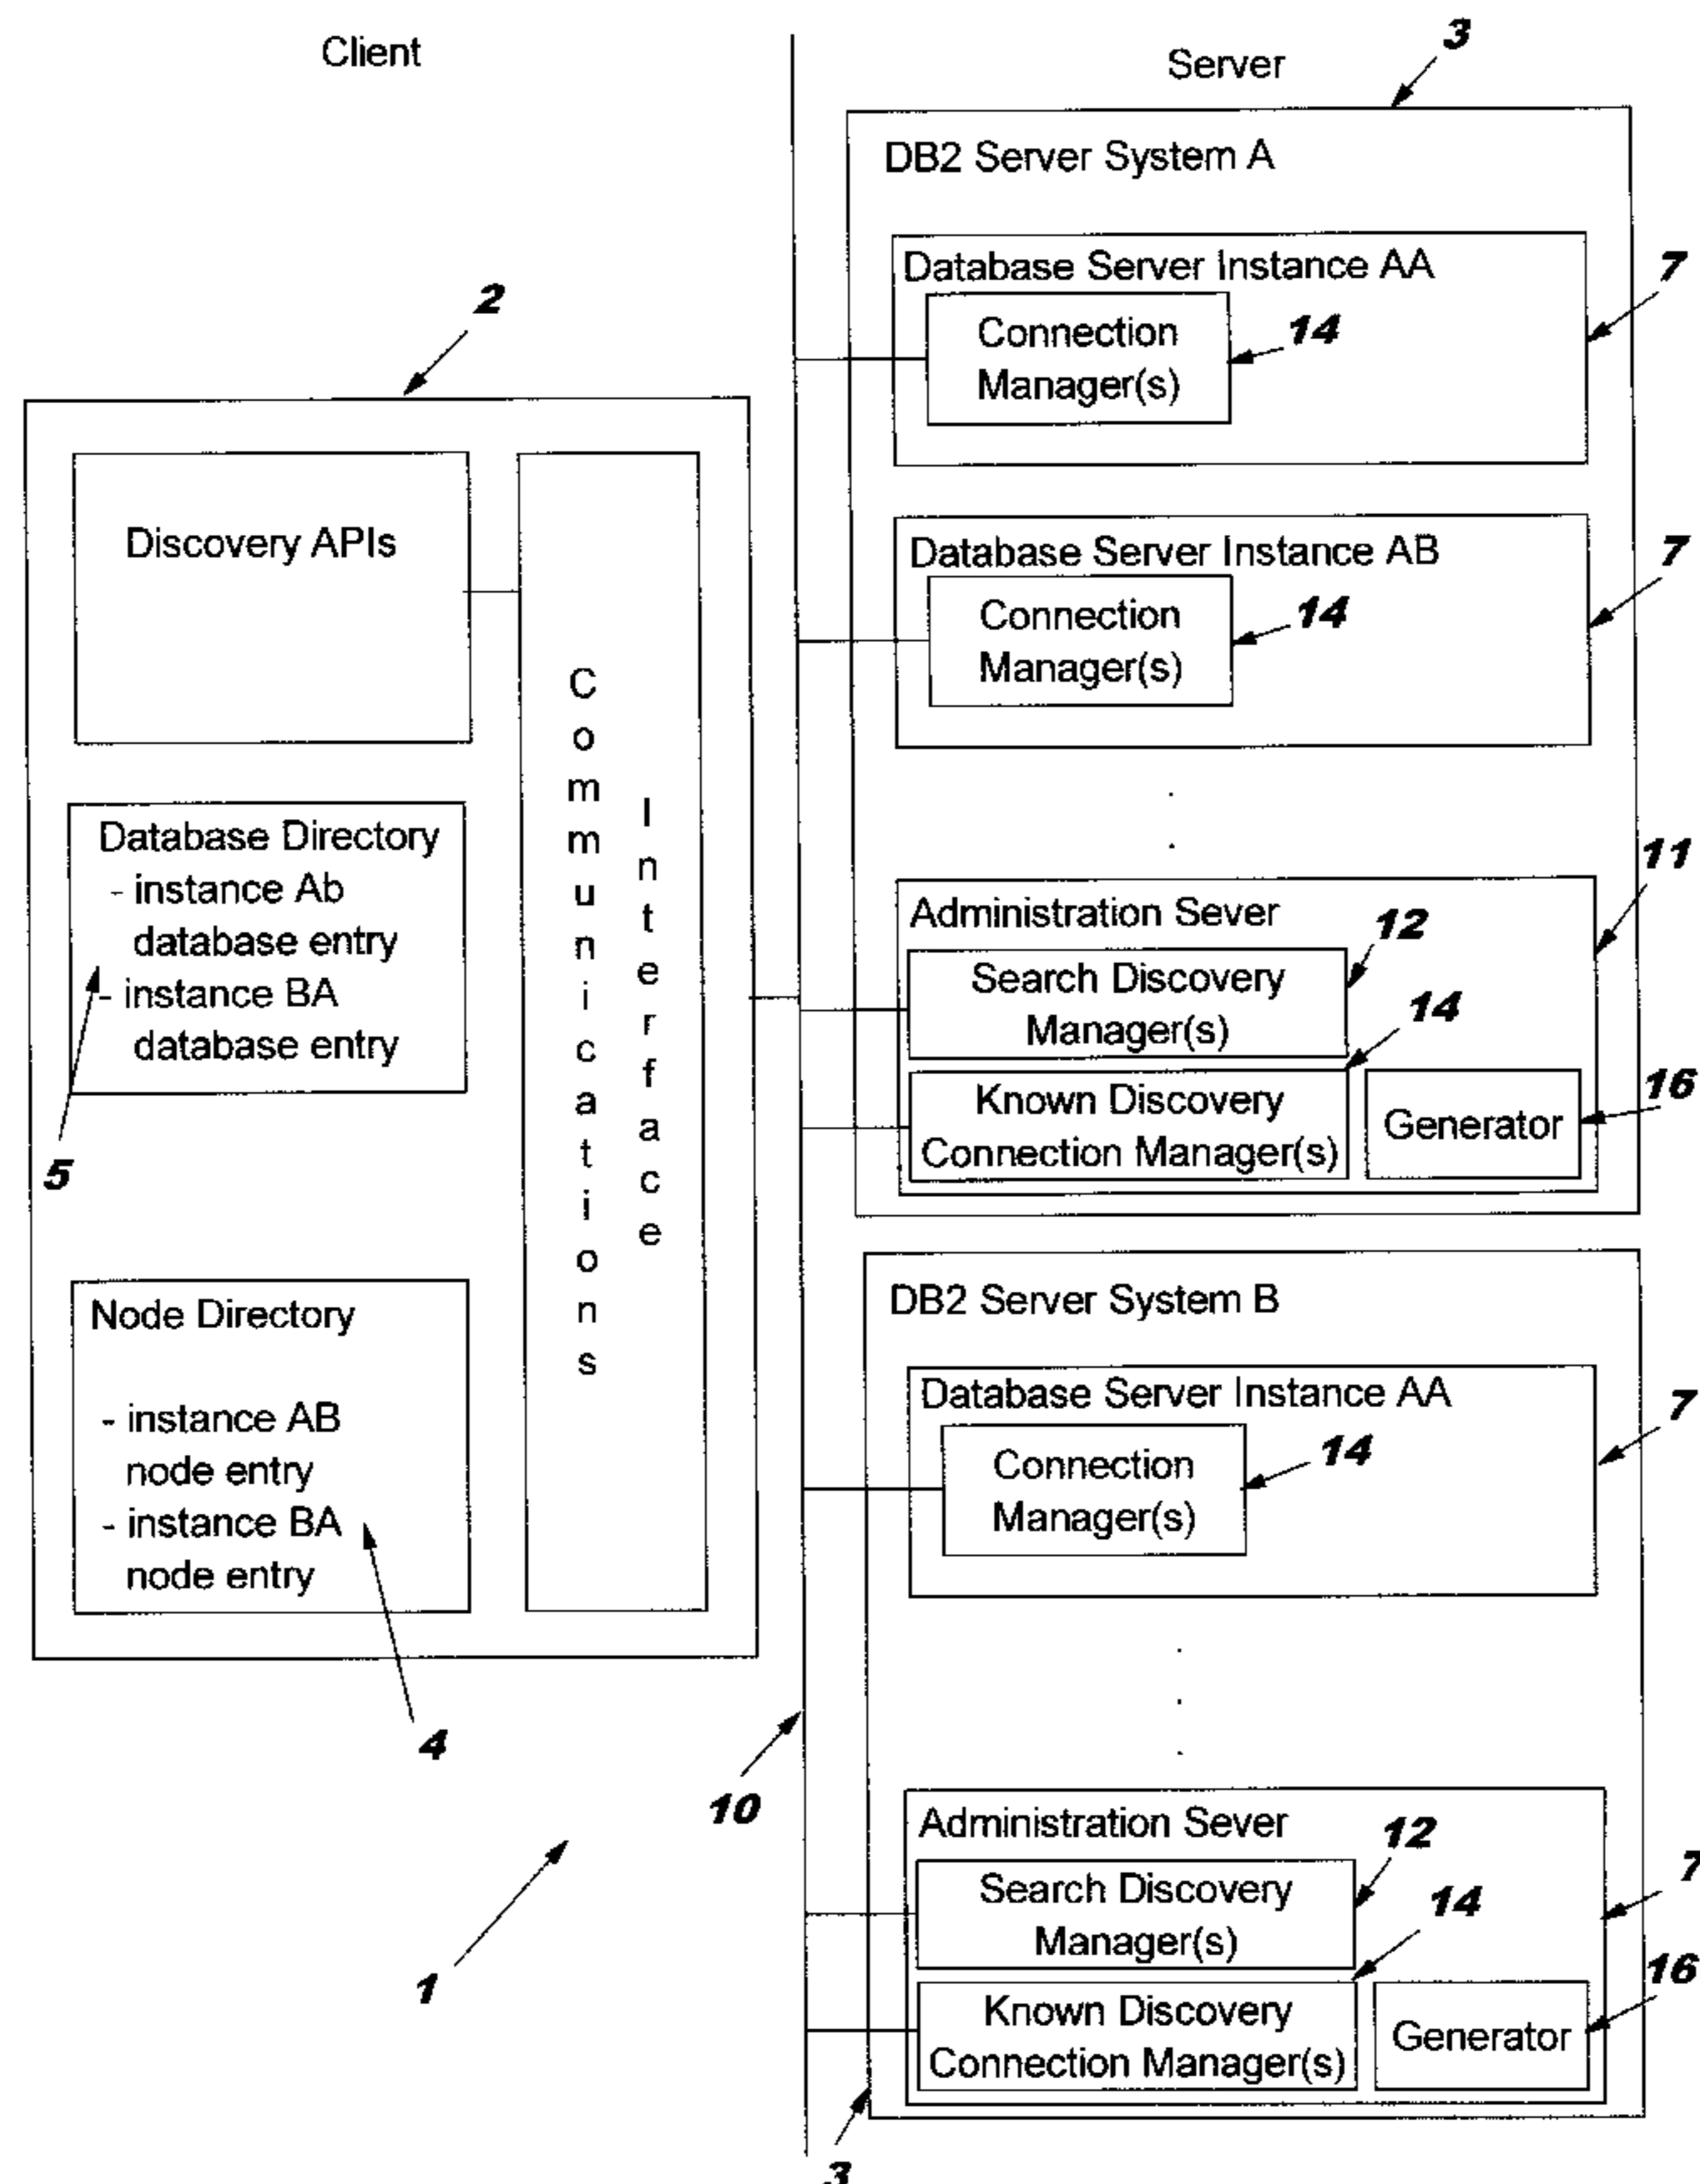 Client
2
Discovery APIs
Communications
Interface
Database Directory
- instance Ab
database entry
- instance BA
database entry
5
Node Directory
- instance AB
node entry
- instance BA
node entry
4
1
10
Server
3
DB2 Server System A
Database Server Instance AA
7
Connection
Manager(s)
14
Database Server Instance AB
7
Connection
Manager(s)
14
.
.
11
Administration Sever
12
Search Discovery
Manager(s)
14
Known Discovery
Connection Manager(s)
Generator
16
DB2 Server System B
Database Server Instance AA
7
Connection
Manager(s)
14
.
.
.
Administration Sever
12
7
Search Discovery
Manager(s)
14
Known Discovery
Connection Manager(s)
Generator
16
3